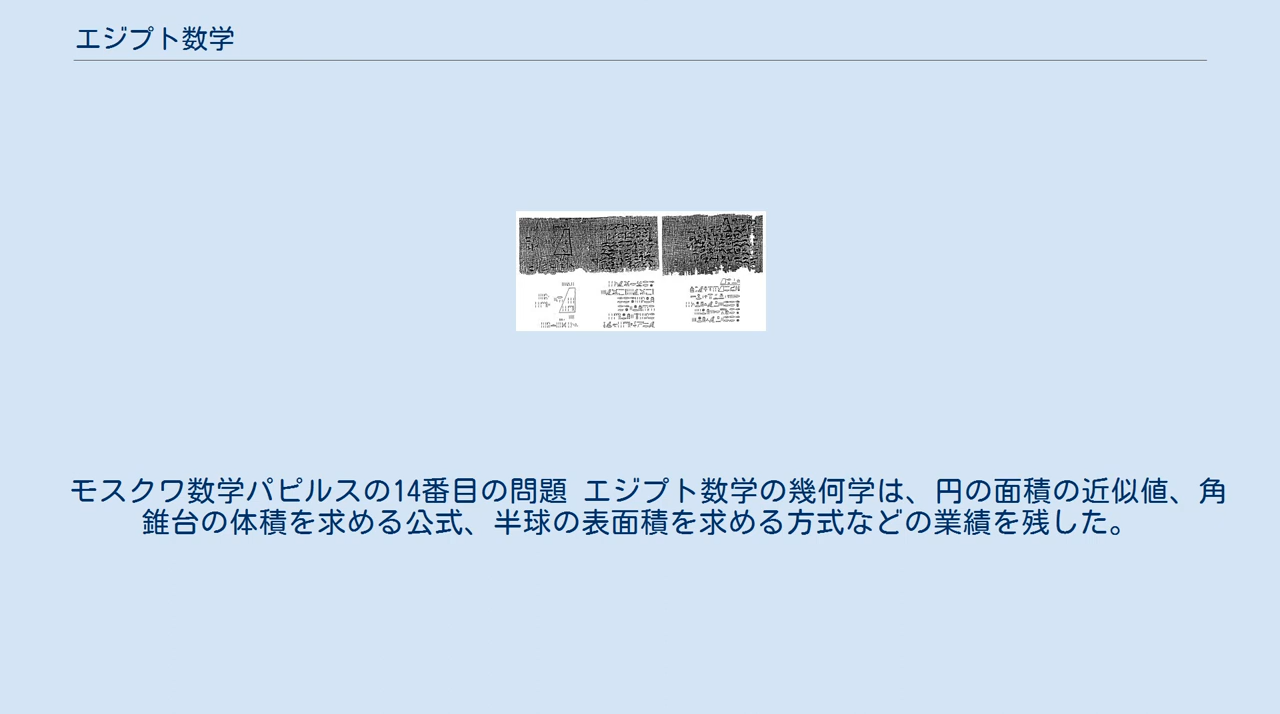 エジプト数学
モスクワ数学パピルスの14番目の問題 エジプト数学の幾何学は、円の面積の近似値、角
錐台の体積を求める公式、半球の表面積を求める方式などの業績を残した。